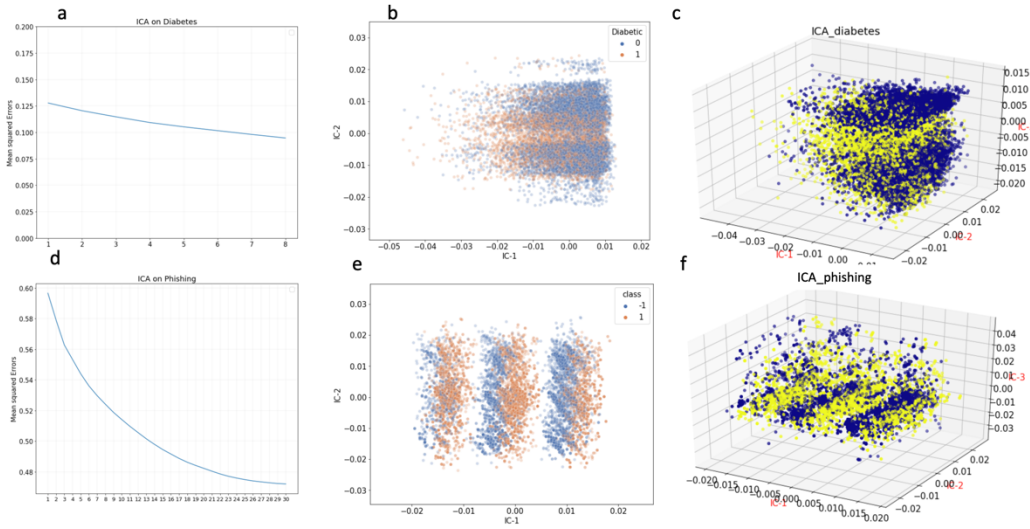 a
ICA on Diabetes
Mean squared Errors
0.200
0.175
0.150
0.125
0.100
0.075
0.050
0.025
0.000
1 2 3 4 5 6 7 8
b
Diabetic
0
1
IC-2
0.03
0.02
0.01
0.00
−0.01
−0.02
−0.03
−0.05 −0.04 −0.03 −0.02 −0.01 0.00 0.01 0.02
IC-1
c
ICA_diabetes
0.015
0.010
0.005
0.000
−0.005
−0.010
−0.015
−0.020
IC-
−0.04 −0.03 −0.02 −0.01 0.00 0.01
IC-1
−0.02 −0.01 0.00 0.01 0.02
IC-2
d
ICA on Phishing
Mean squared Errors
0.60
0.58
0.56
0.54
0.52
0.50
0.48
1 2 3 4 5 6 7 8 9 10 11 12 13 14 15 16 17 18 19 20 21 22 23 24 25 26 27 28 29 30
e
class
-1
1
IC-2
0.03
0.02
0.01
0.00
−0.01
−0.02
−0.03
−0.02 −0.01 0.00 0.01 0.02
IC-1
f
ICA_phishing
0.04
0.03
0.02
0.01
0.00
−0.01
−0.02
−0.03
IC-3
−0.020 −0.015 −0.010 −0.005 0.000 0.005 0.010 0.015 0.020
IC-1
−0.02 −0.01 0.00 0.01 0.02
IC-2